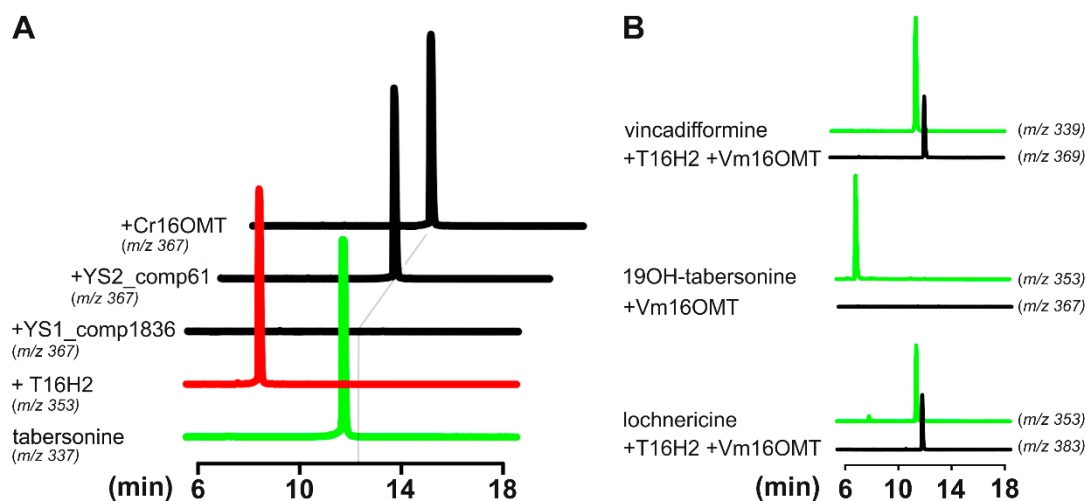 A
+Cr16OMT
(m/z 367)
+YS2_comp61
(m/z 367)
+YS1_comp1836
(m/z 367)
+ T16H2
(m/z 353)
tabersonine
(m/z 337)
(min) 6 10 14 18
B
vincadifformine (m/z 339)
+T16H2 +Vm16OMT (m/z 369)
19OH-tabersonine (m/z 353)
+Vm16OMT (m/z 367)
lochnericine (m/z 353)
+T16H2 +Vm16OMT (m/z 383)
(min) 6 10 14 18